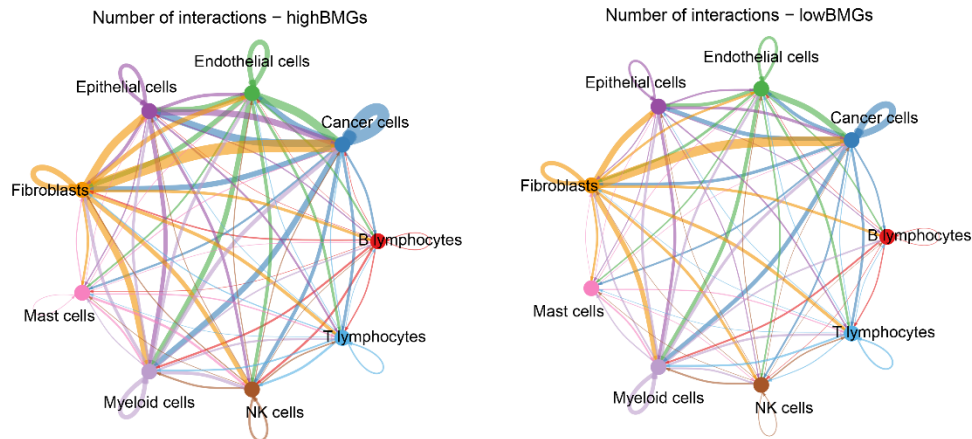 Number of interactions − highBMGs
Endothelial cells
Epithelial cells
Cancer cells
Fibroblasts
B lymphocytes
Mast cells
T lymphocytes
Myeloid cells
NK cells
Number of interactions − lowBMGs
Endothelial cells
Epithelial cells
Cancer cells
Fibroblasts
B lymphocytes
Mast cells
T lymphocytes
Myeloid cells
NK cells